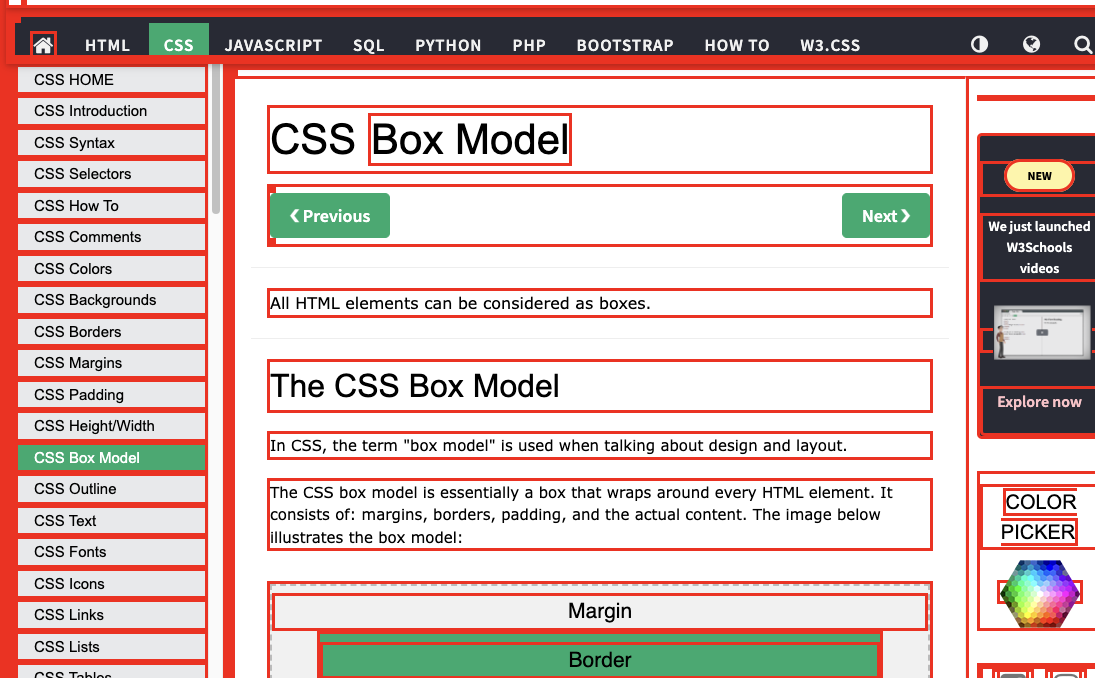 HTML CSS JAVASCRIPT SQL PYTHON PHP BOOTSTRAP HOW TO W3.CSS
CSS HOME
CSS Introduction
CSS Syntax
CSS Selectors
CSS How To
CSS Comments
CSS Colors
CSS Backgrounds
CSS Borders
CSS Margins
CSS Padding
CSS Height/Width
CSS Box Model
CSS Outline
CSS Text
CSS Fonts
CSS Icons
CSS Links
CSS Lists
CSS Tables
CSS Box Model
❮ Previous
Next ❯
All HTML elements can be considered as boxes.
The CSS Box Model
In CSS, the term "box model" is used when talking about design and layout.
The CSS box model is essentially a box that wraps around every HTML element. It
consists of: margins, borders, padding, and the actual content. The image below
illustrates the box model:
Margin
Border
NEW
We just launched
W3Schools
videos
Explore now
COLOR
PICKER